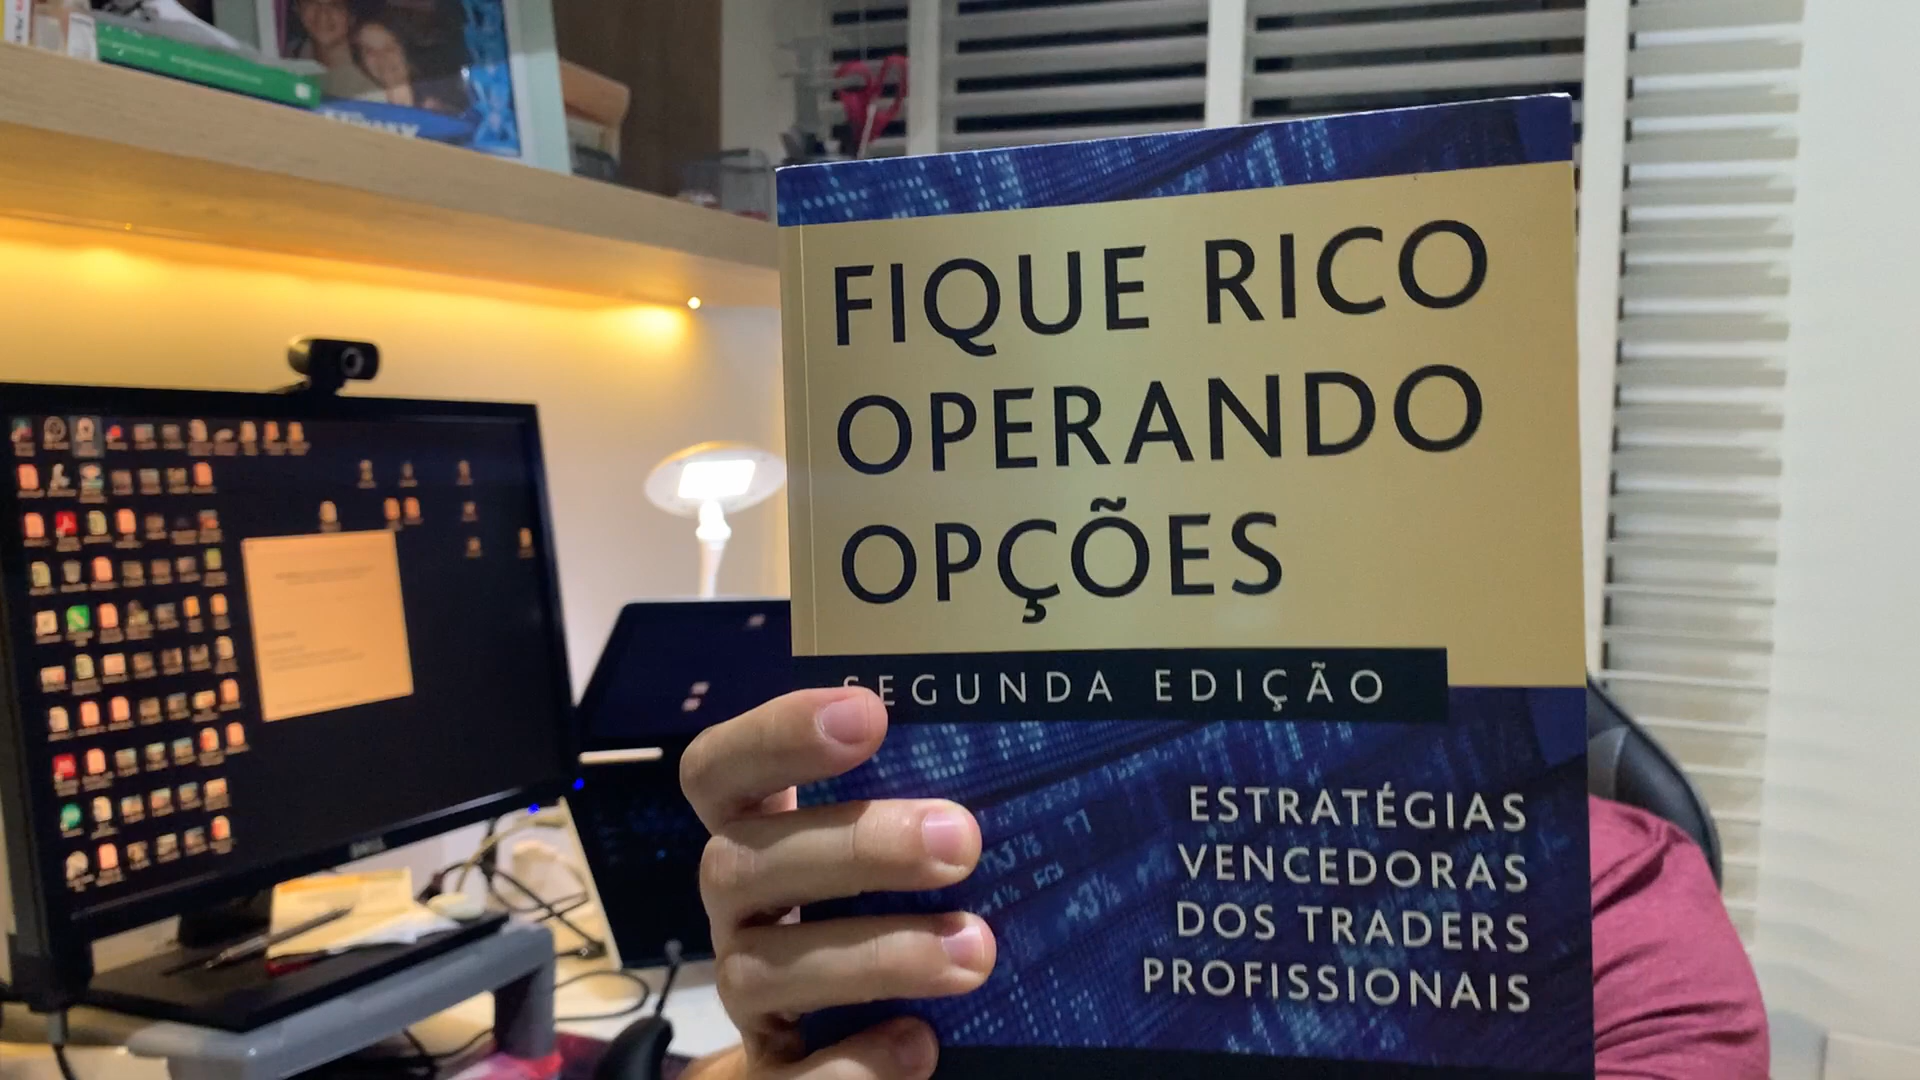 FIQUE RICO
OPERANDO
OPÇÕES
SEGUNDA EDIÇÃO
ESTRATÉGIAS
VENCEDORAS
DOS TRADERS
PROFISSIONAIS